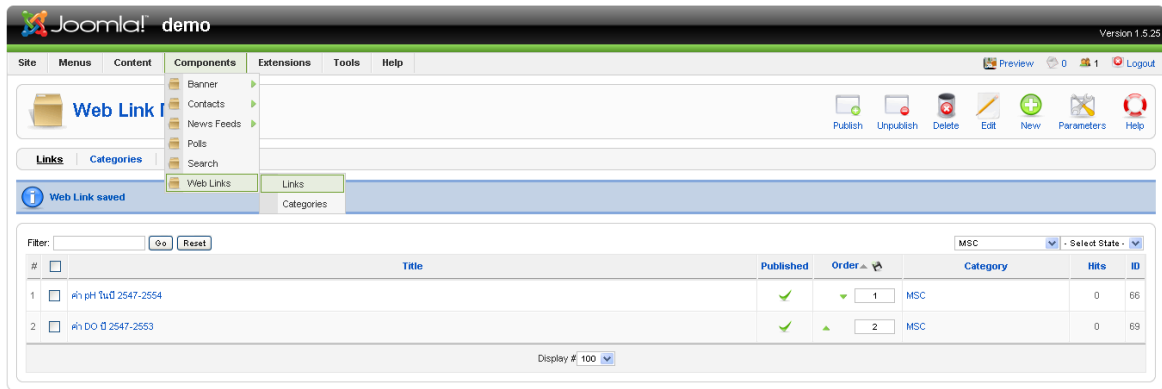 Joomla! demo
Version 1.5.25
Site Menus Content Components Extensions Tools Help Preview 0 1 Logout
Banner
Contacts
News Feeds
Polls
Search
Web Links
Links
Categories
Web Link
Publish Unpublish Delete Edit New Parameters Help
Links Categories
Web Link saved
Filter: Go Reset MSC - Select State -
# Title Published Order Category Hits ID
1 ค่า pH ในปี 2547-2554 1 MSC 0 66
2 ค่า DO ปี 2547-2553 2 MSC 0 69
Display # 100